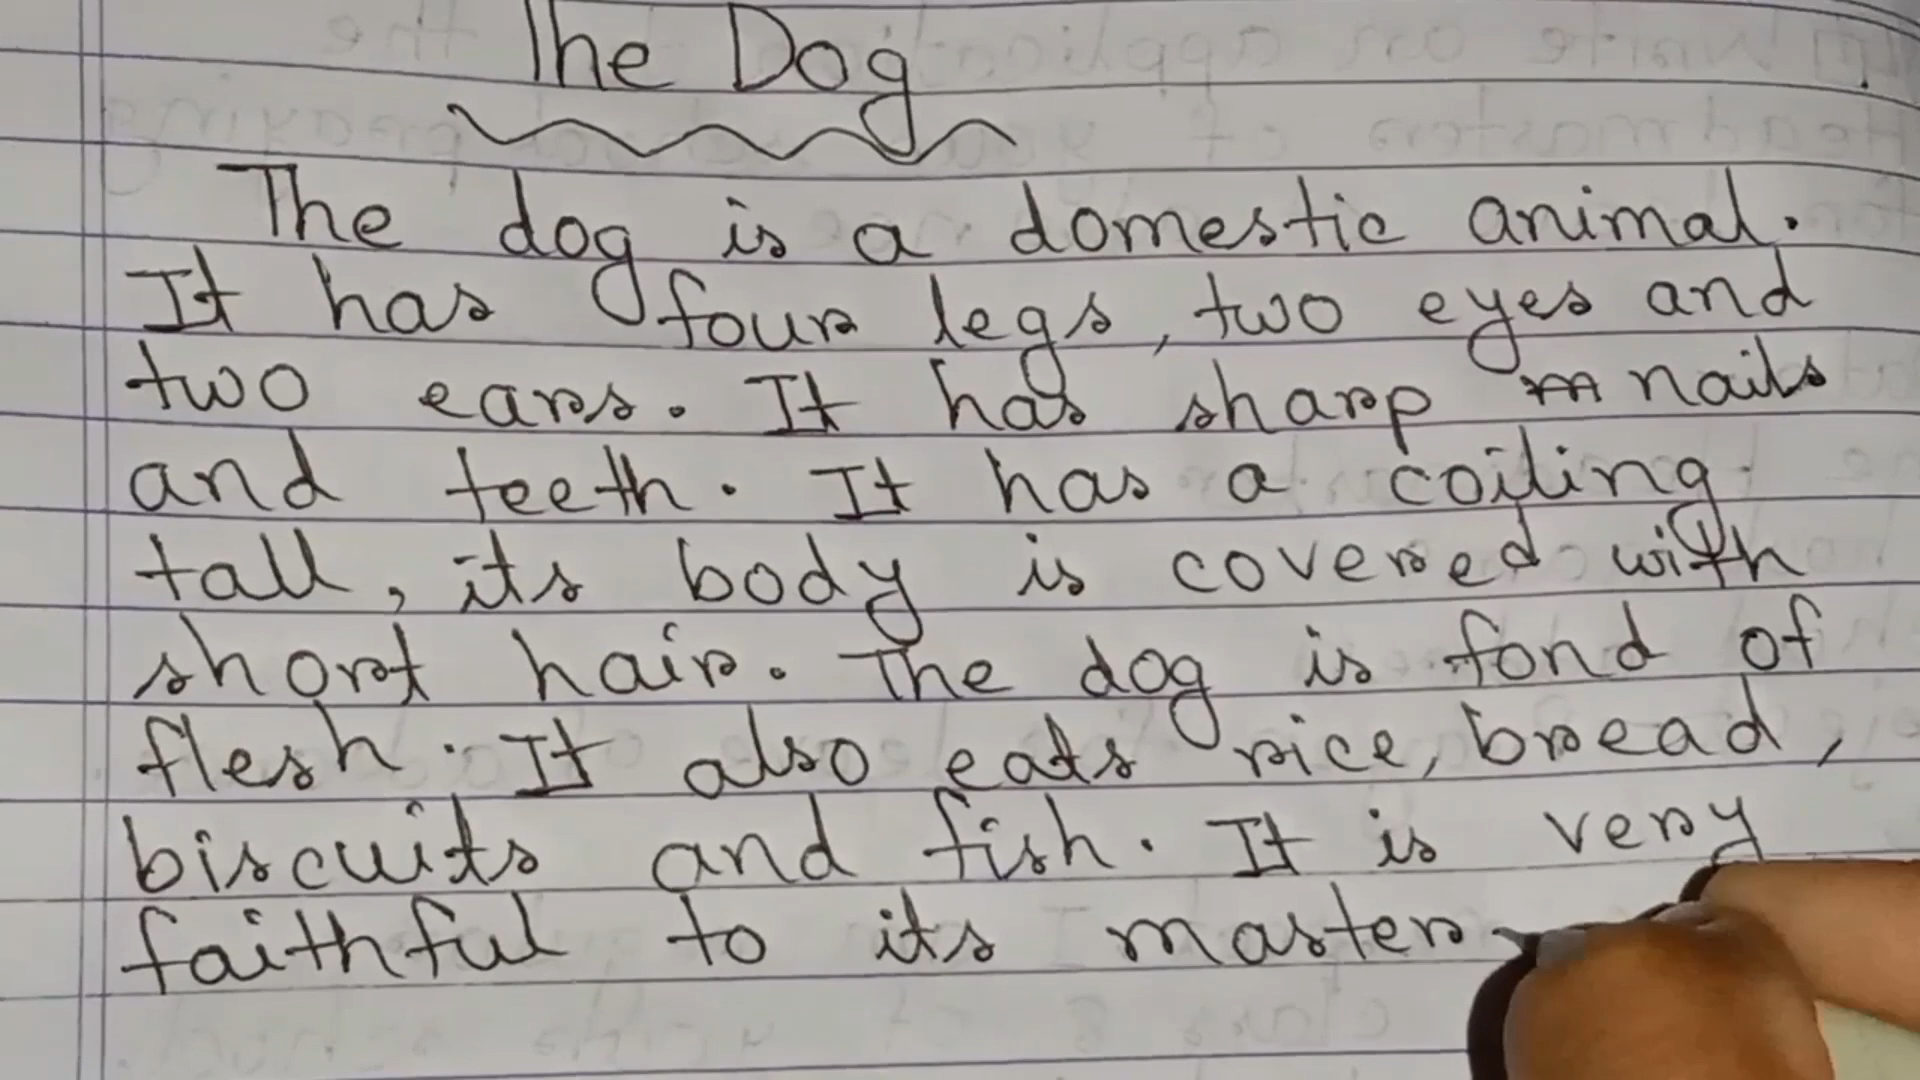 The Dog
The dog is a domestic animal.
It has four legs, two eyes and
two ears. It has sharp nails
and teeth. It has a coiling
tall, its body is covered with
short hair. The dog is fond of
flesh. It also eats rice, bread,
biscuits and fish. It is very
faithful to its master